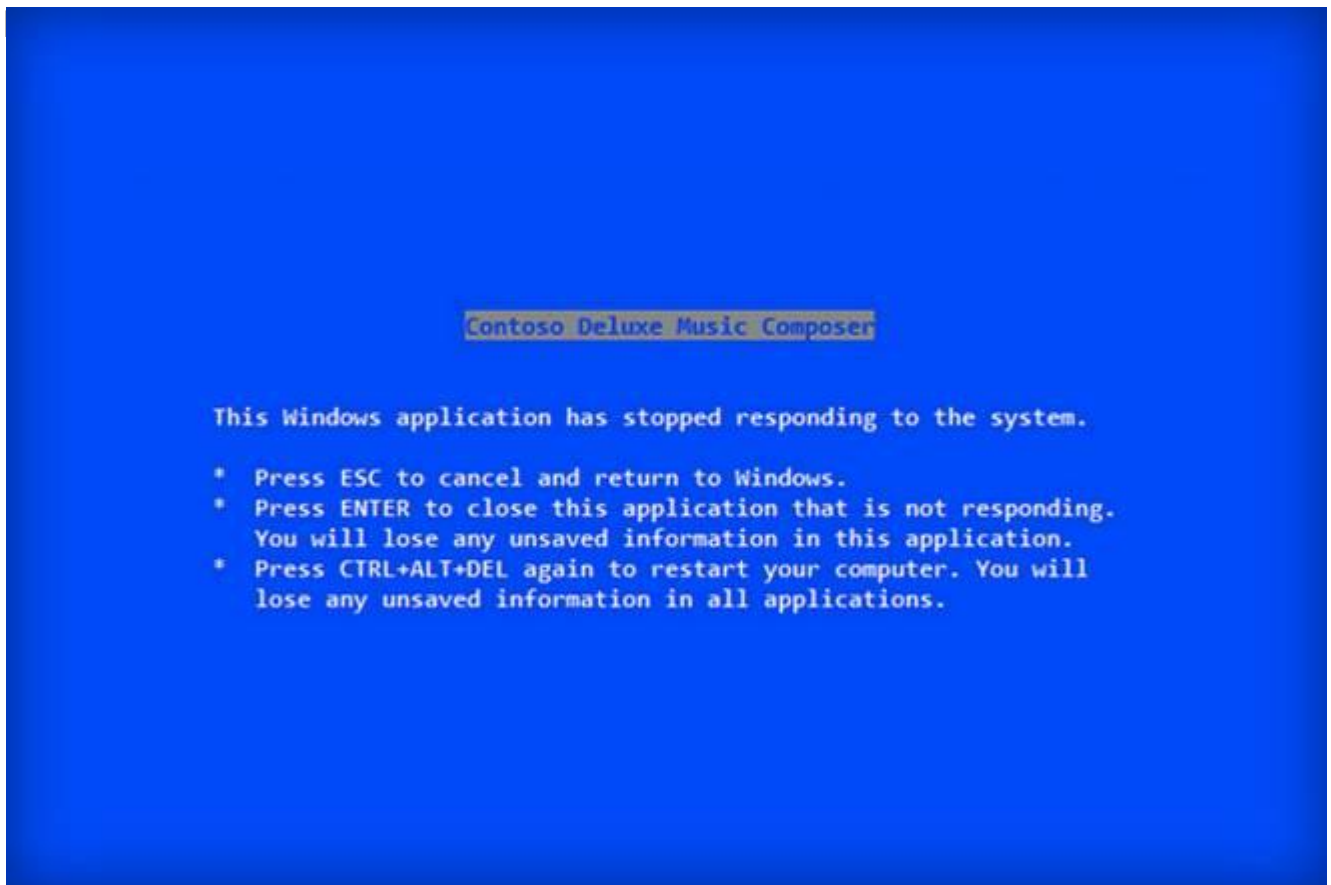 Contoso Deluxe Music Composer
This Windows application has stopped responding to the system.
* Press ESC to cancel and return to Windows.
* Press ENTER to close this application that is not responding.
You will lose any unsaved information in this application.
* Press CTRL+ALT+DEL again to restart your computer. You will
lose any unsaved information in all applications.